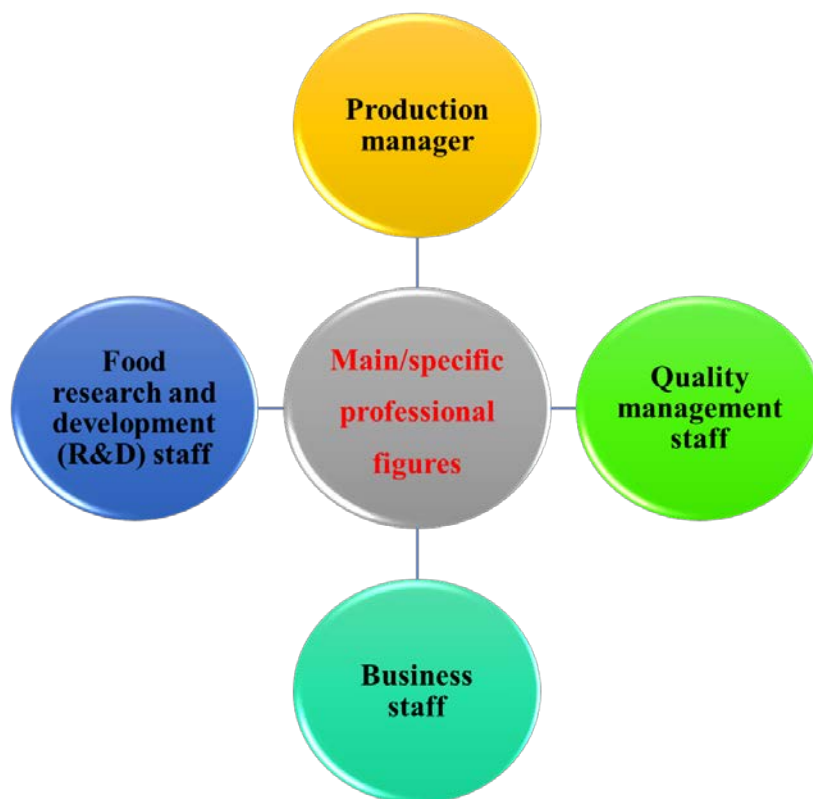 Production
manager
Food
research and
development
(R&D) staff
Main/specific
professional
figures
Quality
management
staff
Business
staff